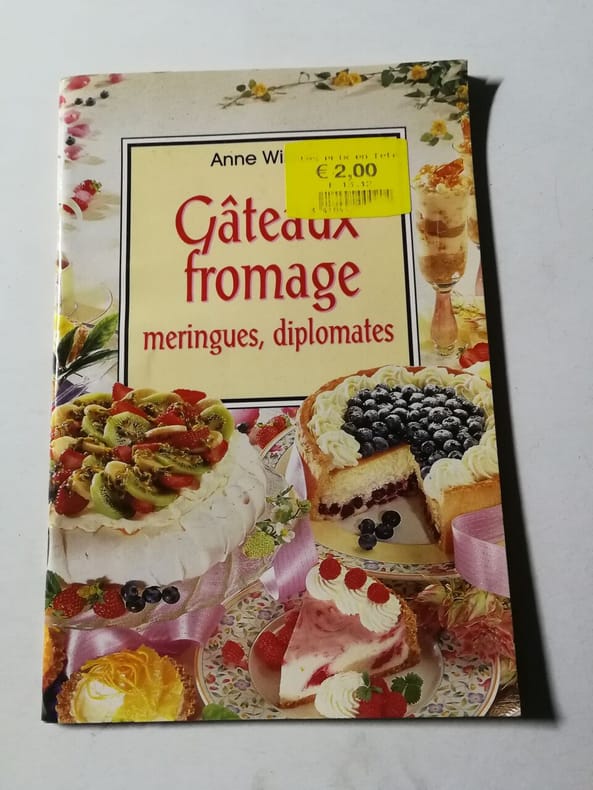 Anne Wi
€ 2,00
Gâteaux
fromage
meringues, diplomates